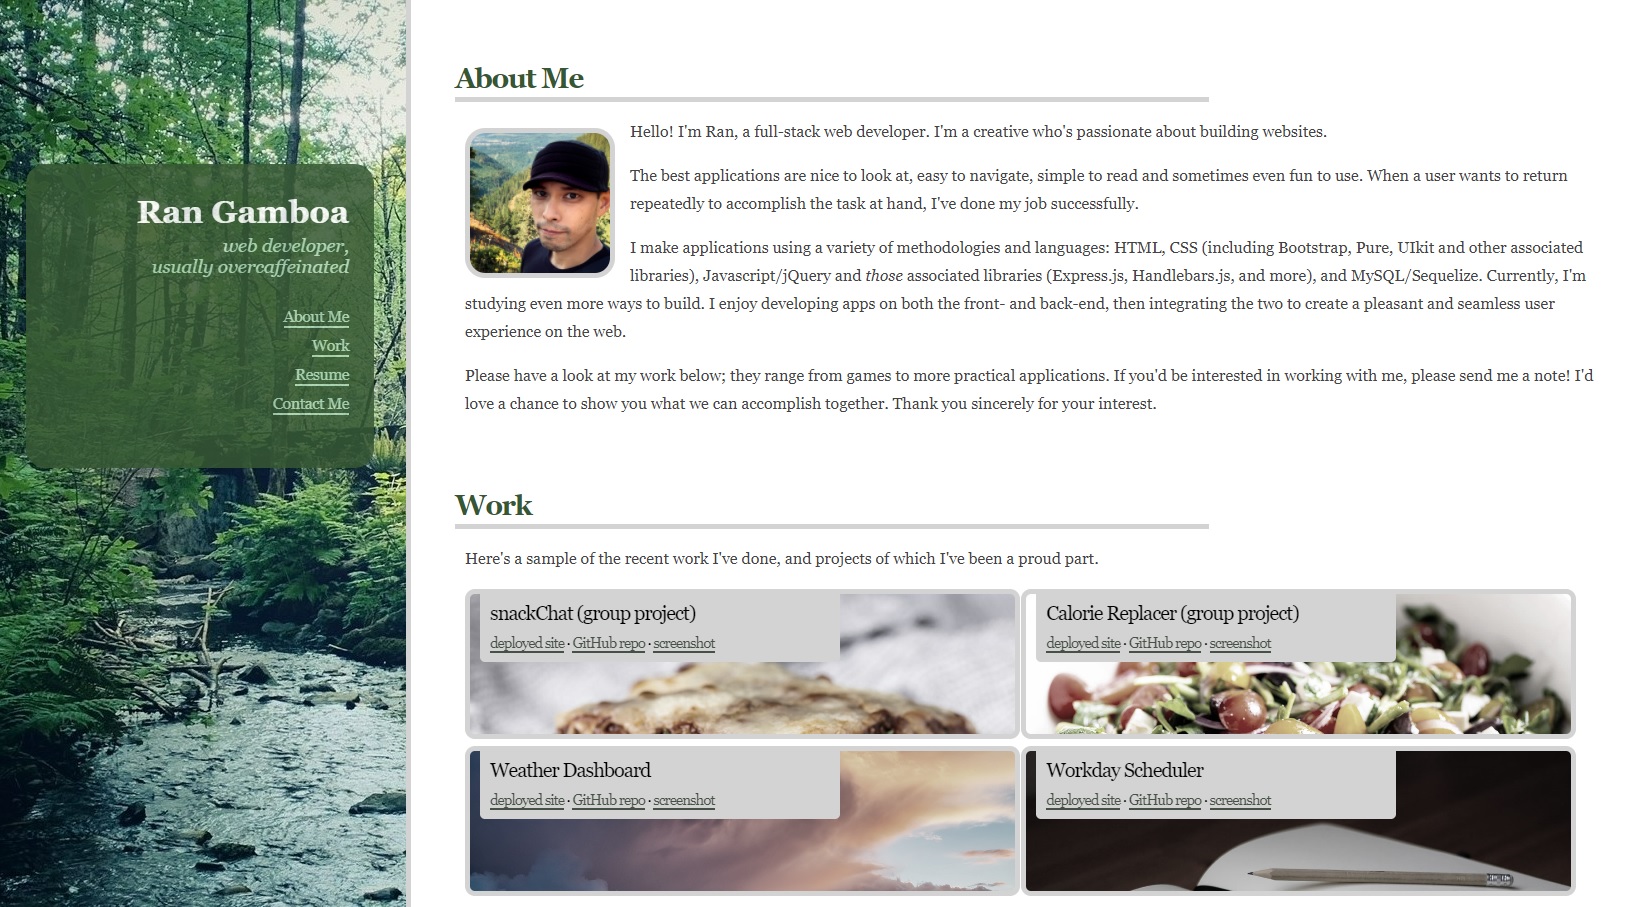 Ran Gamboa
web developer,
usually overcaffeinated
About Me
Work
Resume
Contact Me
About Me
Hello! I'm Ran, a full-stack web developer. I'm a creative who's passionate about building websites.
The best applications are nice to look at, easy to navigate, simple to read and sometimes even fun to use. When a user wants to return
repeatedly to accomplish the task at hand, I've done my job successfully.
I make applications using a variety of methodologies and languages: HTML, CSS (including Bootstrap, Pure, UIkit and other associated
libraries), Javascript/jQuery and those associated libraries (Express.js, Handlebars.js, and more), and MySQL/Sequelize. Currently, I'm
studying even more ways to build. I enjoy developing apps on both the front- and back-end, then integrating the two to create a pleasant and seamless user
experience on the web.
Please have a look at my work below; they range from games to more practical applications. If you'd be interested in working with me, please send me a note! I'd
love a chance to show you what we can accomplish together. Thank you sincerely for your interest.
Work
Here's a sample of the recent work I've done, and projects of which I've been a proud part.
snackChat (group project)
deployed site · GitHub repo · screenshot
Calorie Replacer (group project)
deployed site · GitHub repo · screenshot
Weather Dashboard
deployed site · GitHub repo · screenshot
Workday Scheduler
deployed site · GitHub repo · screenshot